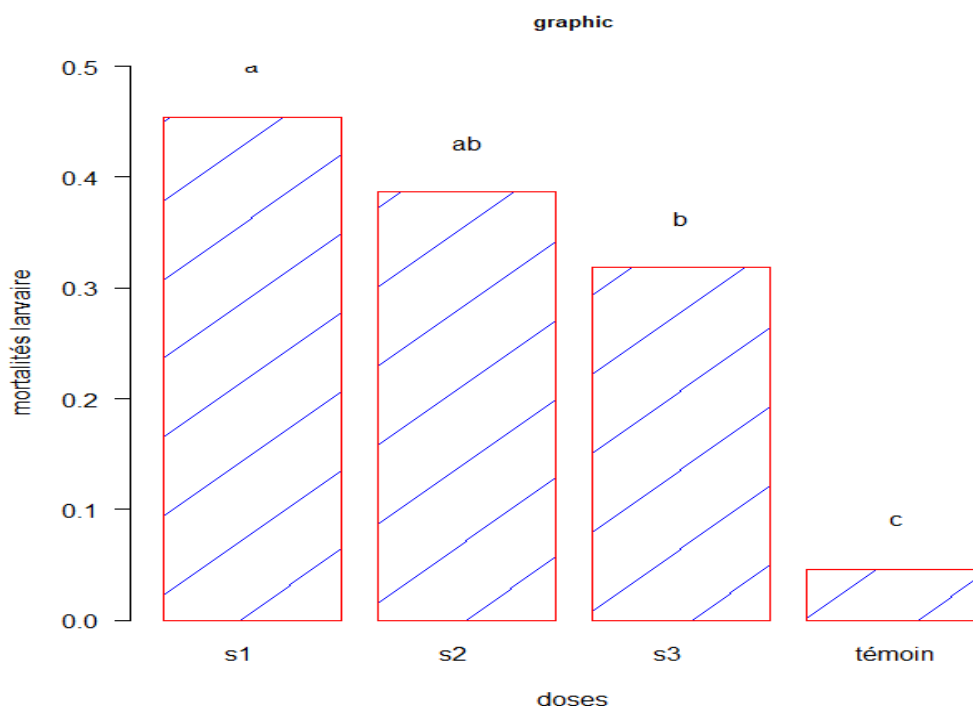 graphic
mortalités larvaire
0.5
0.4
0.3
0.2
0.1
0.0
a
ab
b
c
s1 s2 s3 témoin
doses